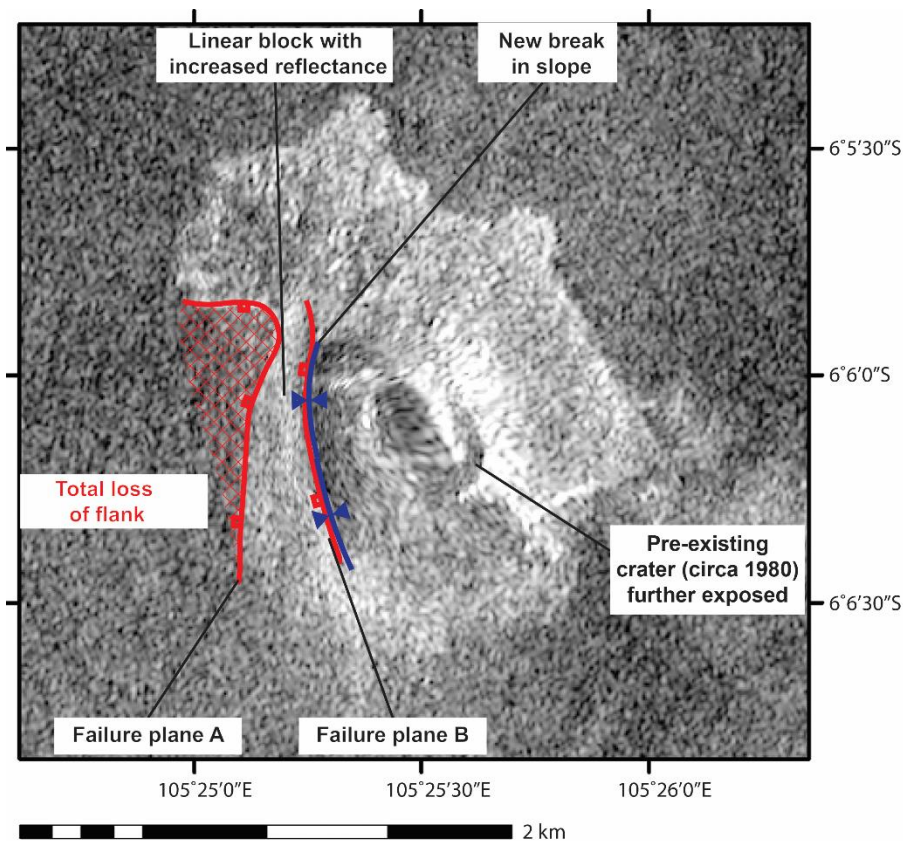 Linear block with
increased reflectance
New break
in slope
6°5'30"S
6°6'0"S
Total loss
of flank
Pre-existing
crater (circa 1980)
further exposed
6°6'30"S
Failure plane A
Failure plane B
105°25'0"E
105°25'30"E
105°26'0"E
2 km